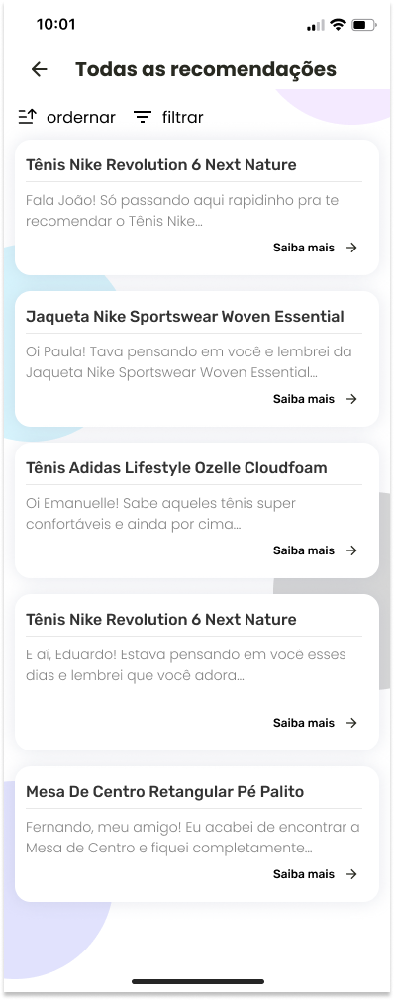 10:01
Todas as recomendações
ordernar filtrar
Tênis Nike Revolution 6 Next Nature
Fala João! Só passando aqui rapidinho pra te
recomendar o Tênis Nike...
Saiba mais
Jaqueta Nike Sportswear Woven Essential
Oi Paula! Tava pensando em você e lembrei da
Jaqueta Nike Sportswear Woven Essential...
Saiba mais
Tênis Adidas Lifestyle Ozelle Cloudfoam
Oi Emanuelle! Sabe aqueles tênis super
confortáveis e ainda por cima...
Saiba mais
Tênis Nike Revolution 6 Next Nature
E aí, Eduardo! Estava pensando em você esses
dias e lembrei que você adora...
Saiba mais
Mesa De Centro Retangular Pé Palito
Fernando, meu amigo! Eu acabei de encontrar a
Mesa de Centro e fiquei completamente...
Saiba mais